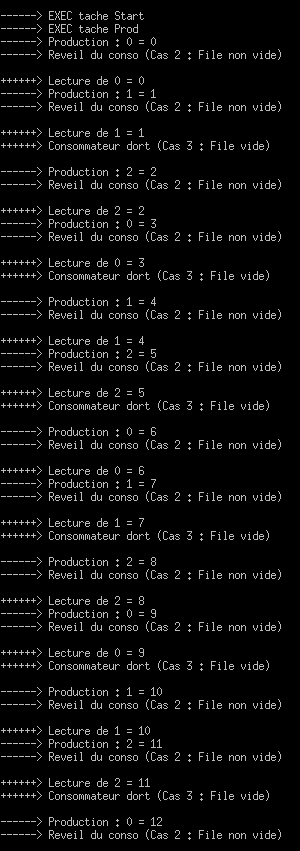 ------> EXEC tache Start
------> EXEC tache Prod
------> Production : 0 = 0
------> Reveil du conso (Cas 2 : File non vide)
++++++> Lecture de 0 = 0
------> Production : 1 = 1
------> Reveil du conso (Cas 2 : File non vide)
++++++> Lecture de 1 = 1
++++++> Consommateur dort (Cas 3 : File vide)
------> Production : 2 = 2
------> Reveil du conso (Cas 2 : File non vide)
++++++> Lecture de 2 = 2
------> Production : 0 = 3
------> Reveil du conso (Cas 2 : File non vide)
++++++> Lecture de 0 = 3
++++++> Consommateur dort (Cas 3 : File vide)
------> Production : 1 = 4
------> Reveil du conso (Cas 2 : File non vide)
++++++> Lecture de 1 = 4
------> Production : 2 = 5
------> Reveil du conso (Cas 2 : File non vide)
++++++> Lecture de 2 = 5
++++++> Consommateur dort (Cas 3 : File vide)
------> Production : 0 = 6
------> Reveil du conso (Cas 2 : File non vide)
++++++> Lecture de 0 = 6
------> Production : 1 = 7
------> Reveil du conso (Cas 2 : File non vide)
++++++> Lecture de 1 = 7
++++++> Consommateur dort (Cas 3 : File vide)
------> Production : 2 = 8
------> Reveil du conso (Cas 2 : File non vide)
++++++> Lecture de 2 = 8
------> Production : 0 = 9
------> Reveil du conso (Cas 2 : File non vide)
++++++> Lecture de 0 = 9
++++++> Consommateur dort (Cas 3 : File vide)
------> Production : 1 = 10
------> Reveil du conso (Cas 2 : File non vide)
++++++> Lecture de 1 = 10
------> Production : 2 = 11
------> Reveil du conso (Cas 2 : File non vide)
++++++> Lecture de 2 = 11
++++++> Consommateur dort (Cas 3 : File vide)
------> Production : 0 = 12
------> Reveil du conso (Cas 2 : File non vide)